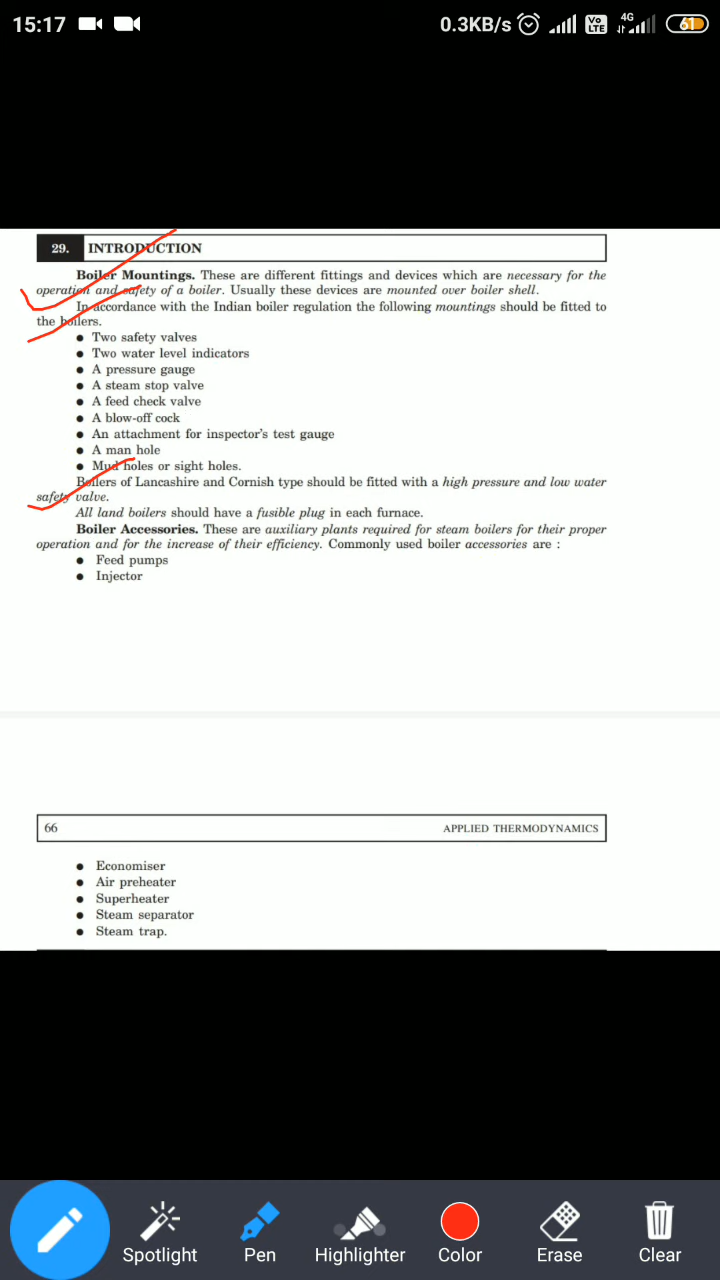 15:17 0.3KB/s Vo LTE 4G 61
29. INTRODUCTION
Boiler Mountings. These are different fittings and devices which are necessary for the
operation and safety of a boiler. Usually these devices are mounted over boiler shell.
In accordance with the Indian boiler regulation the following mountings should be fitted to
the boilers.
● Two safety valves
● Two water level indicators
● A pressure gauge
● A steam stop valve
● A feed check valve
● A blow-off cock
● An attachment for inspector's test gauge
● A man hole
● Mud holes or sight holes.
Boilers of Lancashire and Cornish type should be fitted with a high pressure and low water
safety valve.
All land boilers should have a fusible plug in each furnace.
Boiler Accessories. These are auxiliary plants required for steam boilers for their proper
operation and for the increase of their efficiency. Commonly used boiler accessories are :
● Feed pumps
● Injector
66 APPLIED THERMODYNAMICS
● Economiser
● Air preheater
● Superheater
● Steam separator
● Steam trap.
Spotlight Pen Highlighter Color Erase Clear